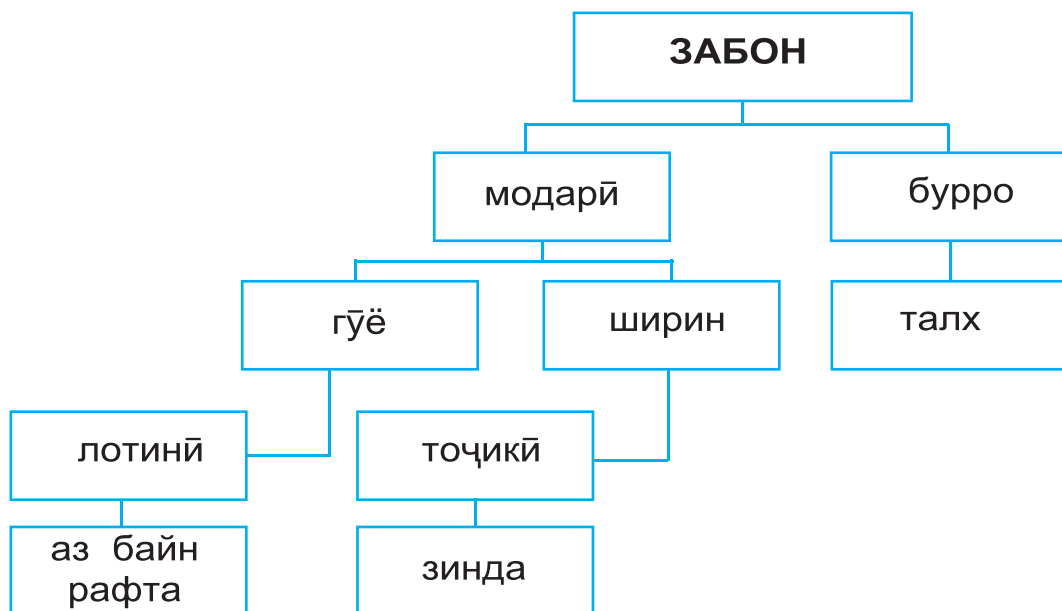 ЗАБОН
модарӣ
бурро
гӯё
ширин
талх
лотинӣ
тоҷикӣ
аз байн
рафта
зинда